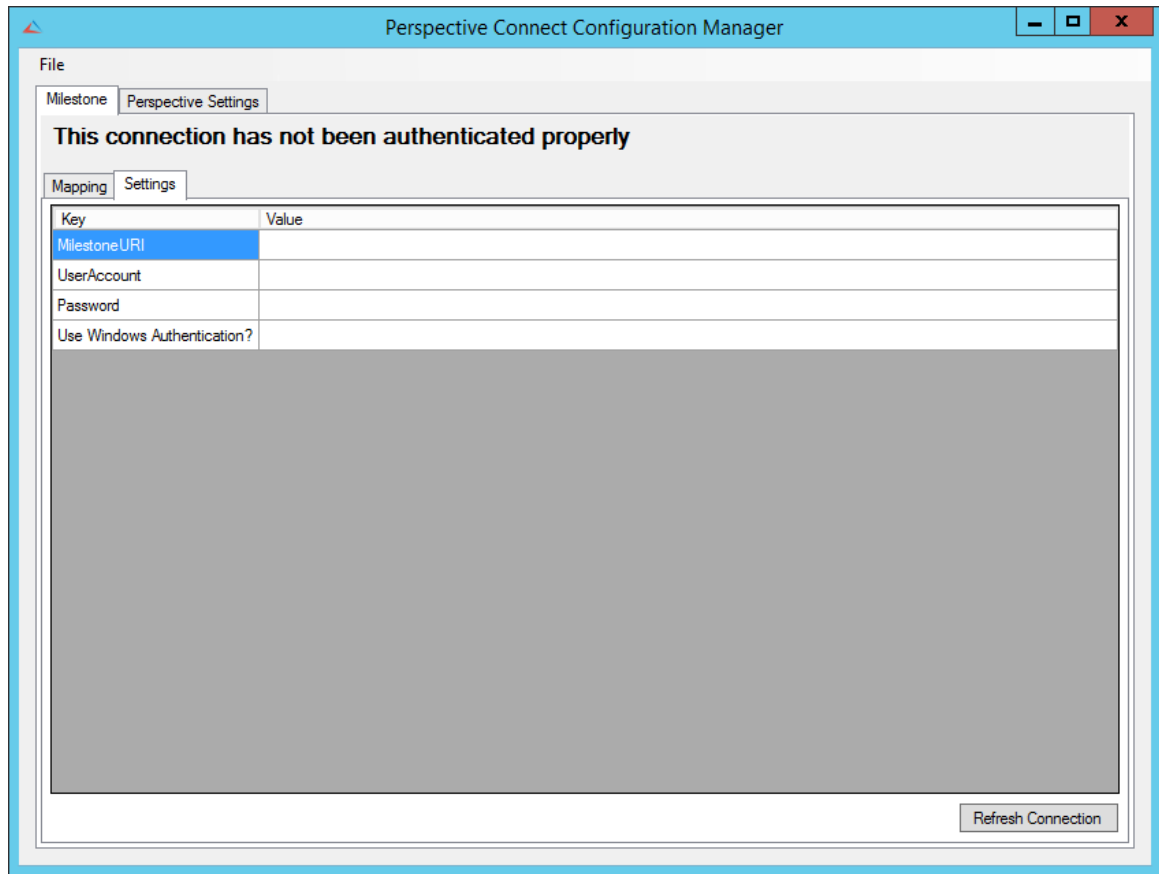 Perspective Connect Configuration Manager
File
Milestone Perspective Settings
This connection has not been authenticated properly
Mapping Settings
Key Value
MilestoneURI
UserAccount
Password
Use Windows Authentication?
Refresh Connection